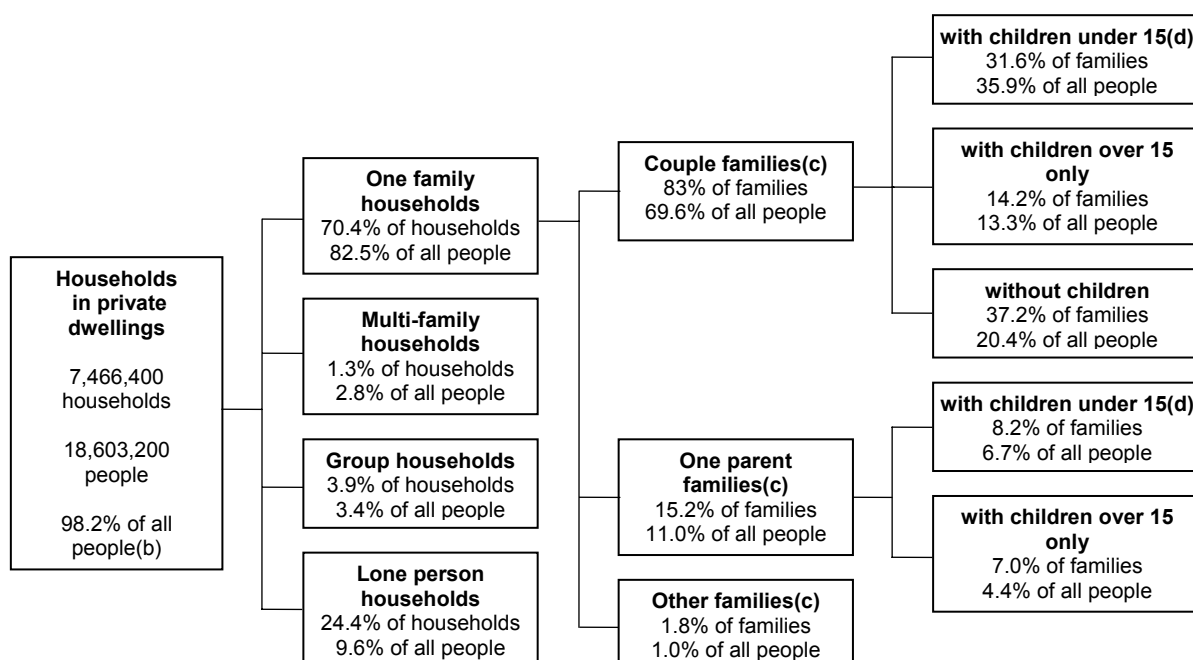 Households
in private
dwellings
7,466,400
households
18,603,200
people
98.2% of all
people(b)
One family
households
70.4% of households
82.5% of all people
Multi-family
households
1.3% of households
2.8% of all people
Group households
3.9% of households
3.4% of all people
Lone person
households
24.4% of households
9.6% of all people
Couple families(c)
83% of families
69.6% of all people
One parent
families(c)
15.2% of families
11.0% of all people
Other families(c)
1.8% of families
1.0% of all people
with children under 15(d)
31.6% of families
35.9% of all people
with children over 15
only
14.2% of families
13.3% of all people
without children
37.2% of families
20.4% of all people
with children under 15(d)
8.2% of families
6.7% of all people
with children over 15
only
7.0% of families
4.4% of all people